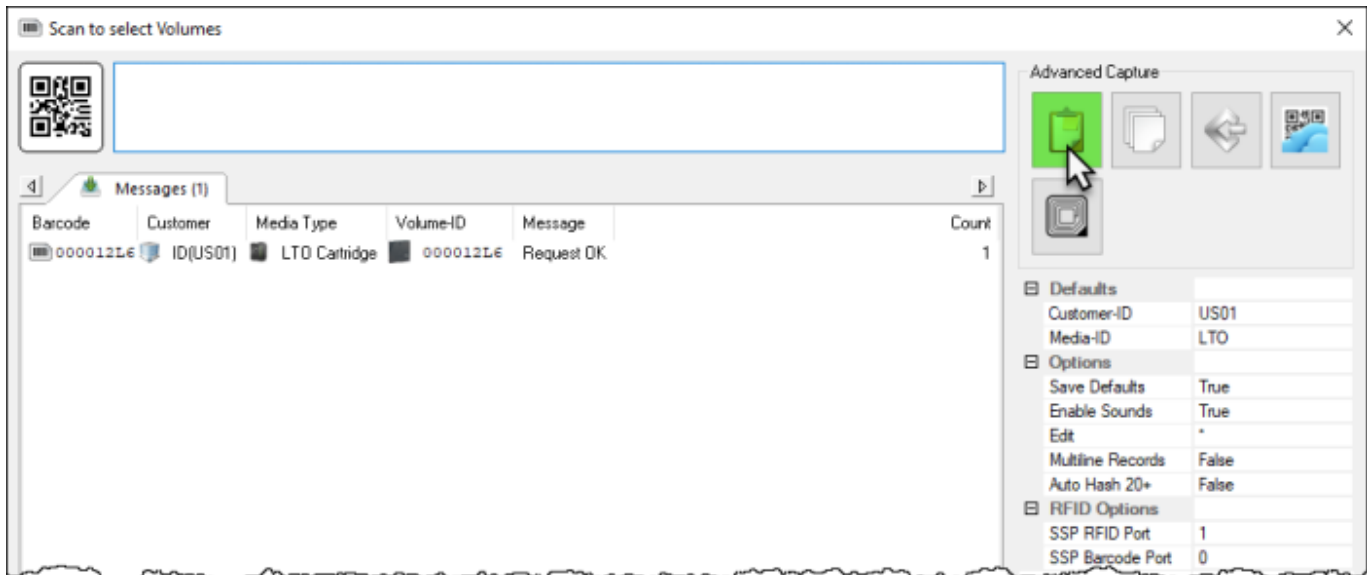 Scan to select Volumes
Advanced Capture
Messages (1)
Barcode Customer Media Type Volume-ID Message Count
000012L6 ID(US01) LTO Cartridge 000012L6 Request OK 1
Defaults
Customer-ID US01
Media-ID LTO
Options
Save Defaults True
Enable Sounds True
Edit *
Multiline Records False
Auto Hash 20+ False
RFID Options
SSP RFID Port 1
SSP Barcode Port 0